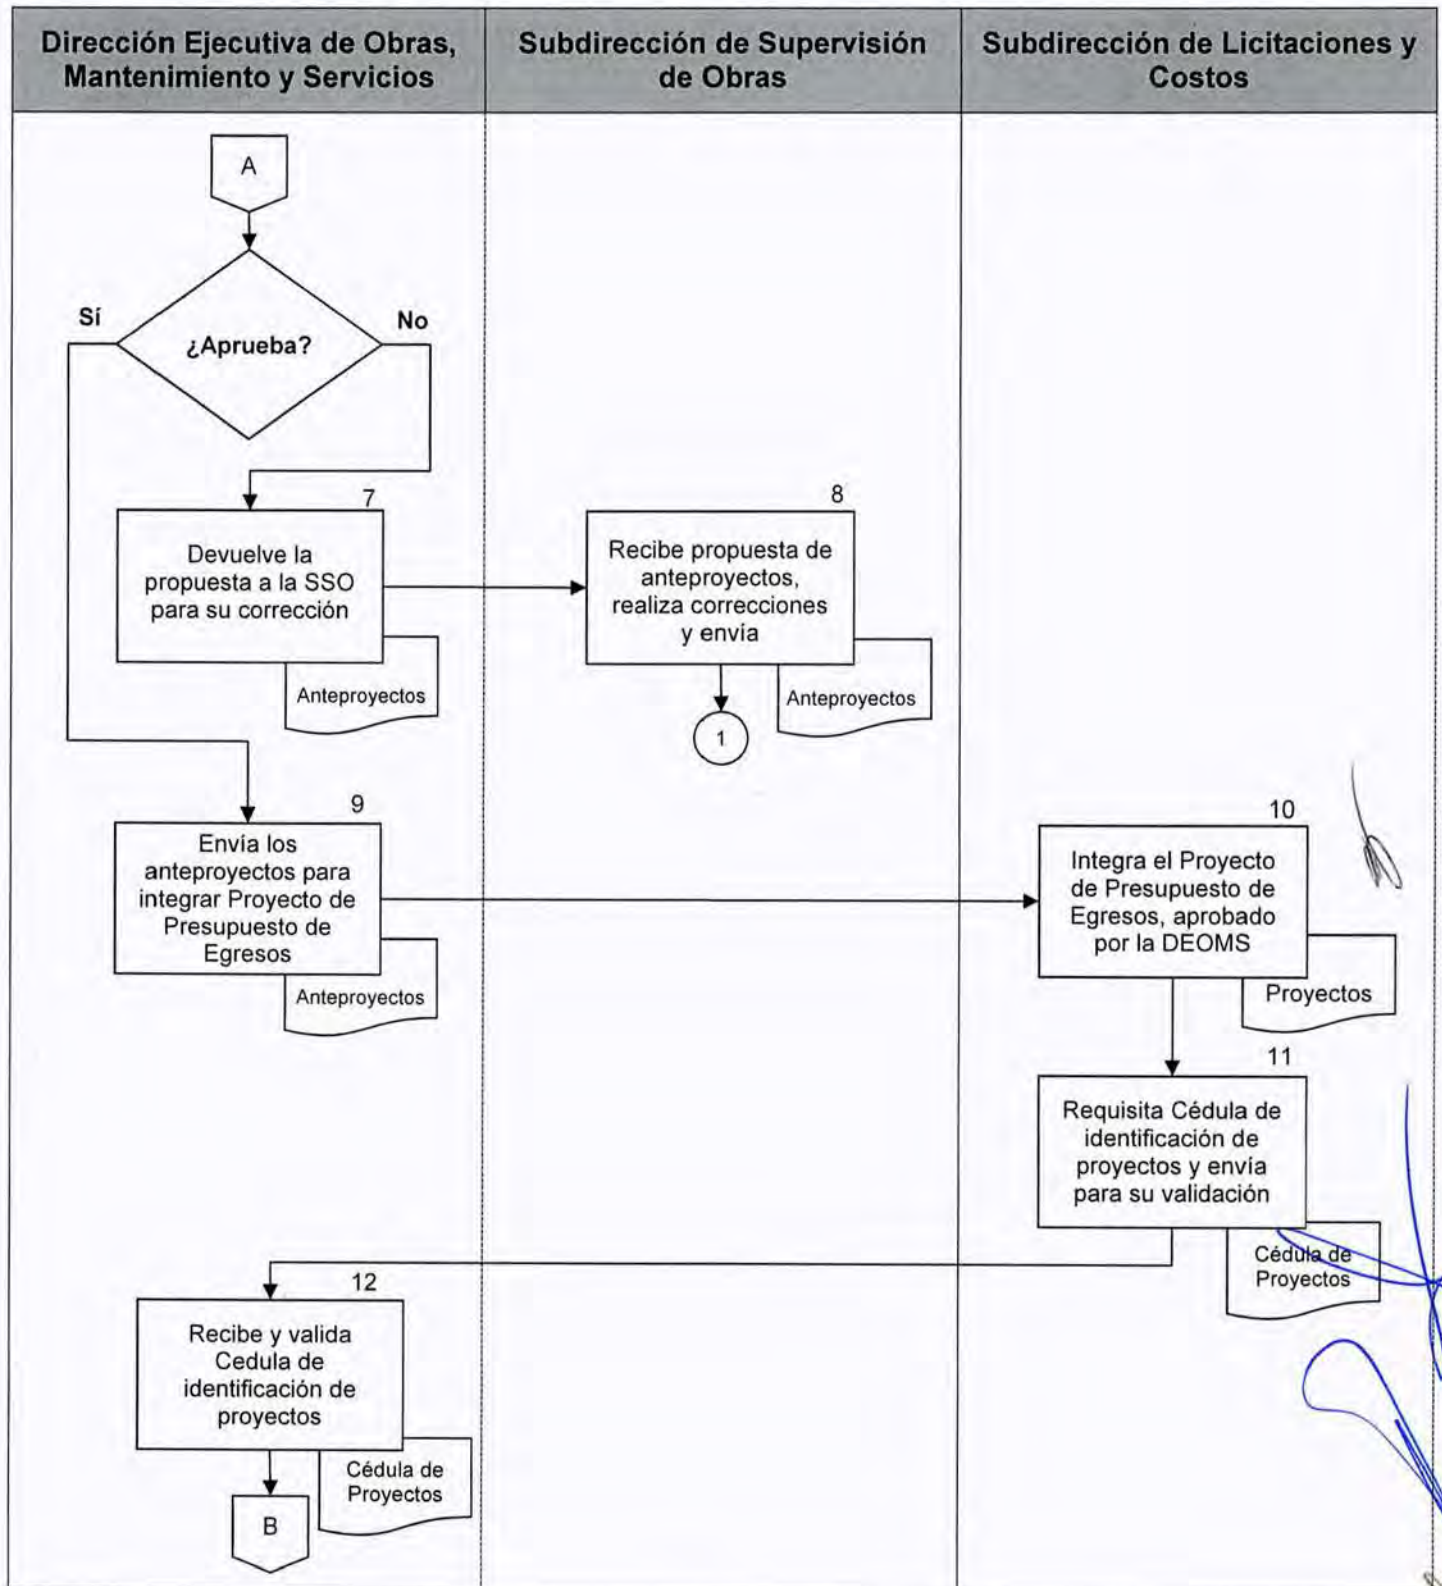 Dirección Ejecutiva de Obras,
Mantenimiento y Servicios
Subdirección de Supervisión
de Obras
Subdirección de Licitaciones y
Costos
A
Sí
No
¿Aprueba?
7
Devuelve la
propuesta a la SSO
para su corrección
Anteproyectos
8
Recibe propuesta de
anteproyectos,
realiza correcciones
y envía
Anteproyectos
1
9
Envía los
anteproyectos para
integrar Proyecto de
Presupuesto de
Egresos
Anteproyectos
10
Integra el Proyecto
de Presupuesto de
Egresos, aprobado
por la DEOMS
Proyectos
11
Requisita Cédula de
identificación de
proyectos y envía
para su validación
Cédula de
Proyectos
12
Recibe y valida
Cedula de
identificación de
proyectos
Cédula de
Proyectos
B